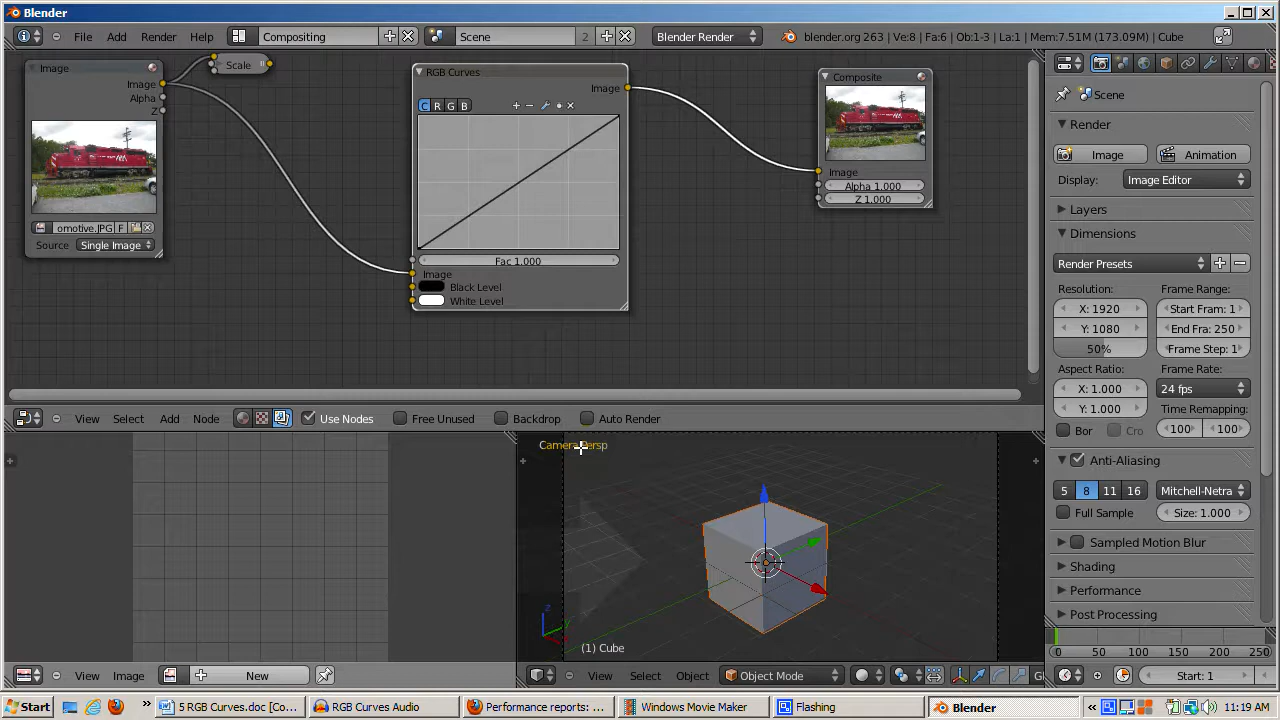 Blender
File Add Render Help Compositing Scene 2 Blender Render blender.org 263 | Ve:8 | Fa:6 | Ob:1-3 | La:1 | Mem:7.51M (173.09M) | Cube
Image
Image
Alpha
Z
omotive.JPG F
Source Single Image
Scale
RGB Curves
Image
C R G B
Fac 1.000
Image
Black Level
White Level
Composite
Image
Alpha 1.000
Z 1.000
View Select Add Node Use Nodes Free Unused Backdrop Auto Render
Camera Persp
(1) Cube
View Image New
View Select Object Object Mode G
Scene
Render
Image Animation
Display: Image Editor
Layers
Dimensions
Render Presets
Resolution: Frame Range:
X: 1920 Start Fram: 1
Y: 1080 End Fra: 250
50% Frame Step: 1
Aspect Ratio: Frame Rate:
X: 1.000 24 fps
Y: 1.000 Time Remapping:
Bor Cro 100 100
Anti-Aliasing
5 8 11 16 Mitchell-Netra
Full Sample Size: 1.000
Sampled Motion Blur
Shading
Performance
Post Processing
0 50 100 150 200 250
Start: 1
Start » 5 RGB Curves.doc [Co... RGB Curves Audio Performance reports: ... Windows Movie Maker Flashing Blender « 11:19 AM